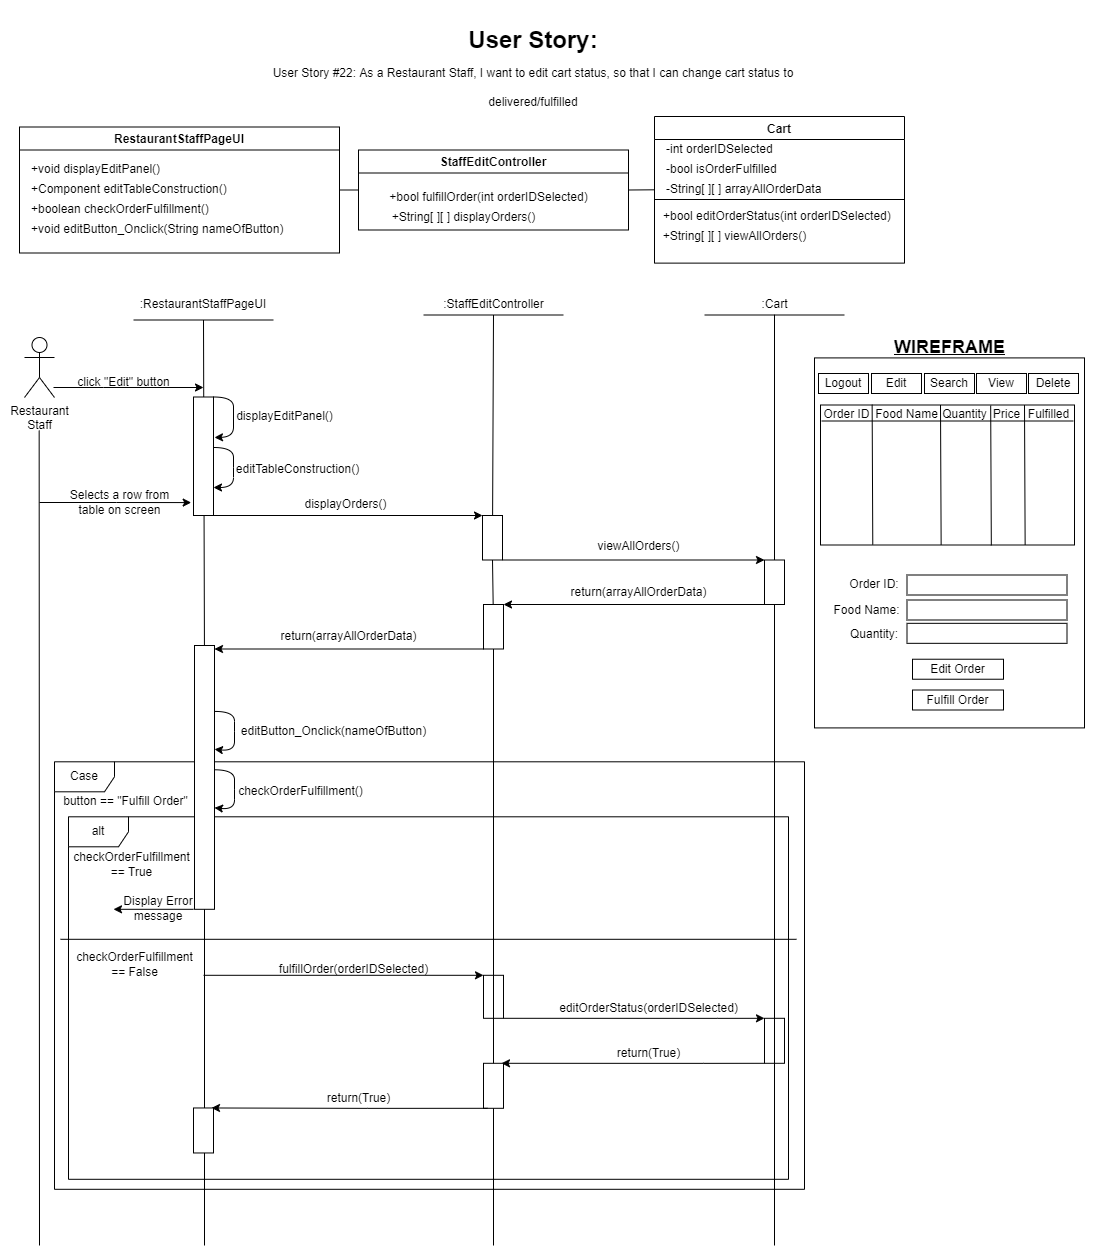 User Story:
User Story #22: As a Restaurant Staff, I want to edit cart status, so that I can change cart status to
delivered/fulfilled
RestaurantStaffPageUI
+void displayEditPanel()
+Component editTableConstruction()
+boolean checkOrderFulfillment()
+void editButton_Onclick(String nameOfButton)
StaffEditController
+bool fulfillOrder(int orderIDSelected)
+String[ ][ ] displayOrders()
Cart
-int orderIDSelected
-bool isOrderFulfilled
-String[ ][ ] arrayAllOrderData
+bool editOrderStatus(int orderIDSelected)
+String[ ][ ] viewAllOrders()
:RestaurantStaffPageUI
:StaffEditController
:Cart
Restaurant
Staff
click "Edit" button
displayEditPanel()
editTableConstruction()
Selects a row from
table on screen
displayOrders()
viewAllOrders()
return(arrayAllOrderData)
return(arrayAllOrderData)
editButton_Onclick(nameOfButton)
Case
button == "Fulfill Order"
checkOrderFulfillment()
alt
checkOrderFulfillment
== True
Display Error
message
checkOrderFulfillment
== False
fulfillOrder(orderIDSelected)
editOrderStatus(orderIDSelected)
return(True)
return(True)
WIREFRAME
Logout Edit Search View Delete
Order ID Food Name Quantity Price Fulfilled
Order ID:
Food Name:
Quantity:
Edit Order
Fulfill Order